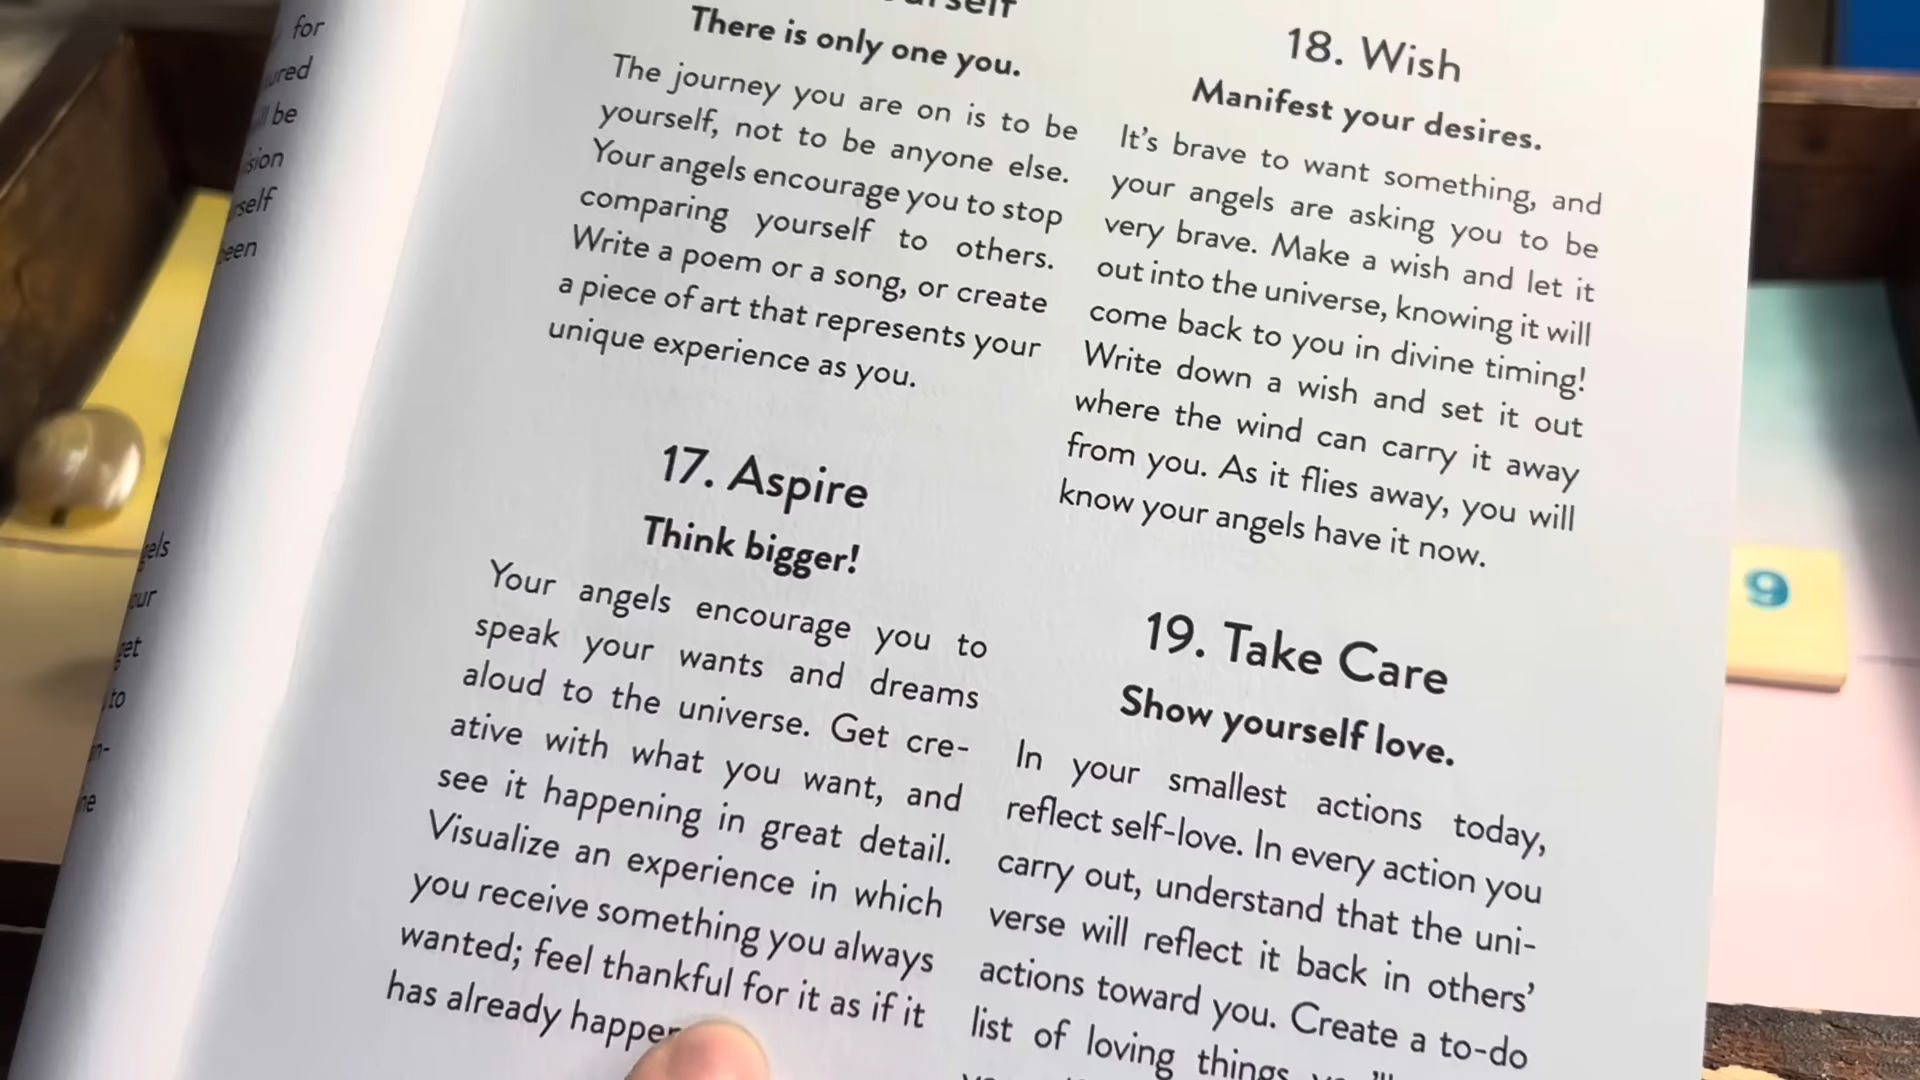 for
be
There is only one you.
The journey you are on is to be
yourself, not to be anyone else.
Your angels encourage you to stop
comparing yourself to others.
Write a poem or a song, or create
a piece of art that represents your
unique experience as you.
17. Aspire
Think bigger!
Your angels encourage you to
speak your wants and dreams
aloud to the universe. Get cre-
ative with what you want, and
see it happening in great detail.
Visualize an experience in which
you receive something you always
wanted; feel thankful for it as if it
has already
18. Wish
Manifest your desires.
It's brave to want something, and
your angels are asking you to be
very brave. Make a wish and let it
out into the universe, knowing it will
come back to you in divine timing!
Write down a wish and set it out
where the wind can carry it away
from you. As it flies away, you will
know your angels have it now.
19. Take Care
Show yourself love.
In your smallest actions today,
reflect self-love. In every action you
carry out, understand that the uni-
verse will reflect it back in others'
actions toward you. Create a to-do
list of loving things
9